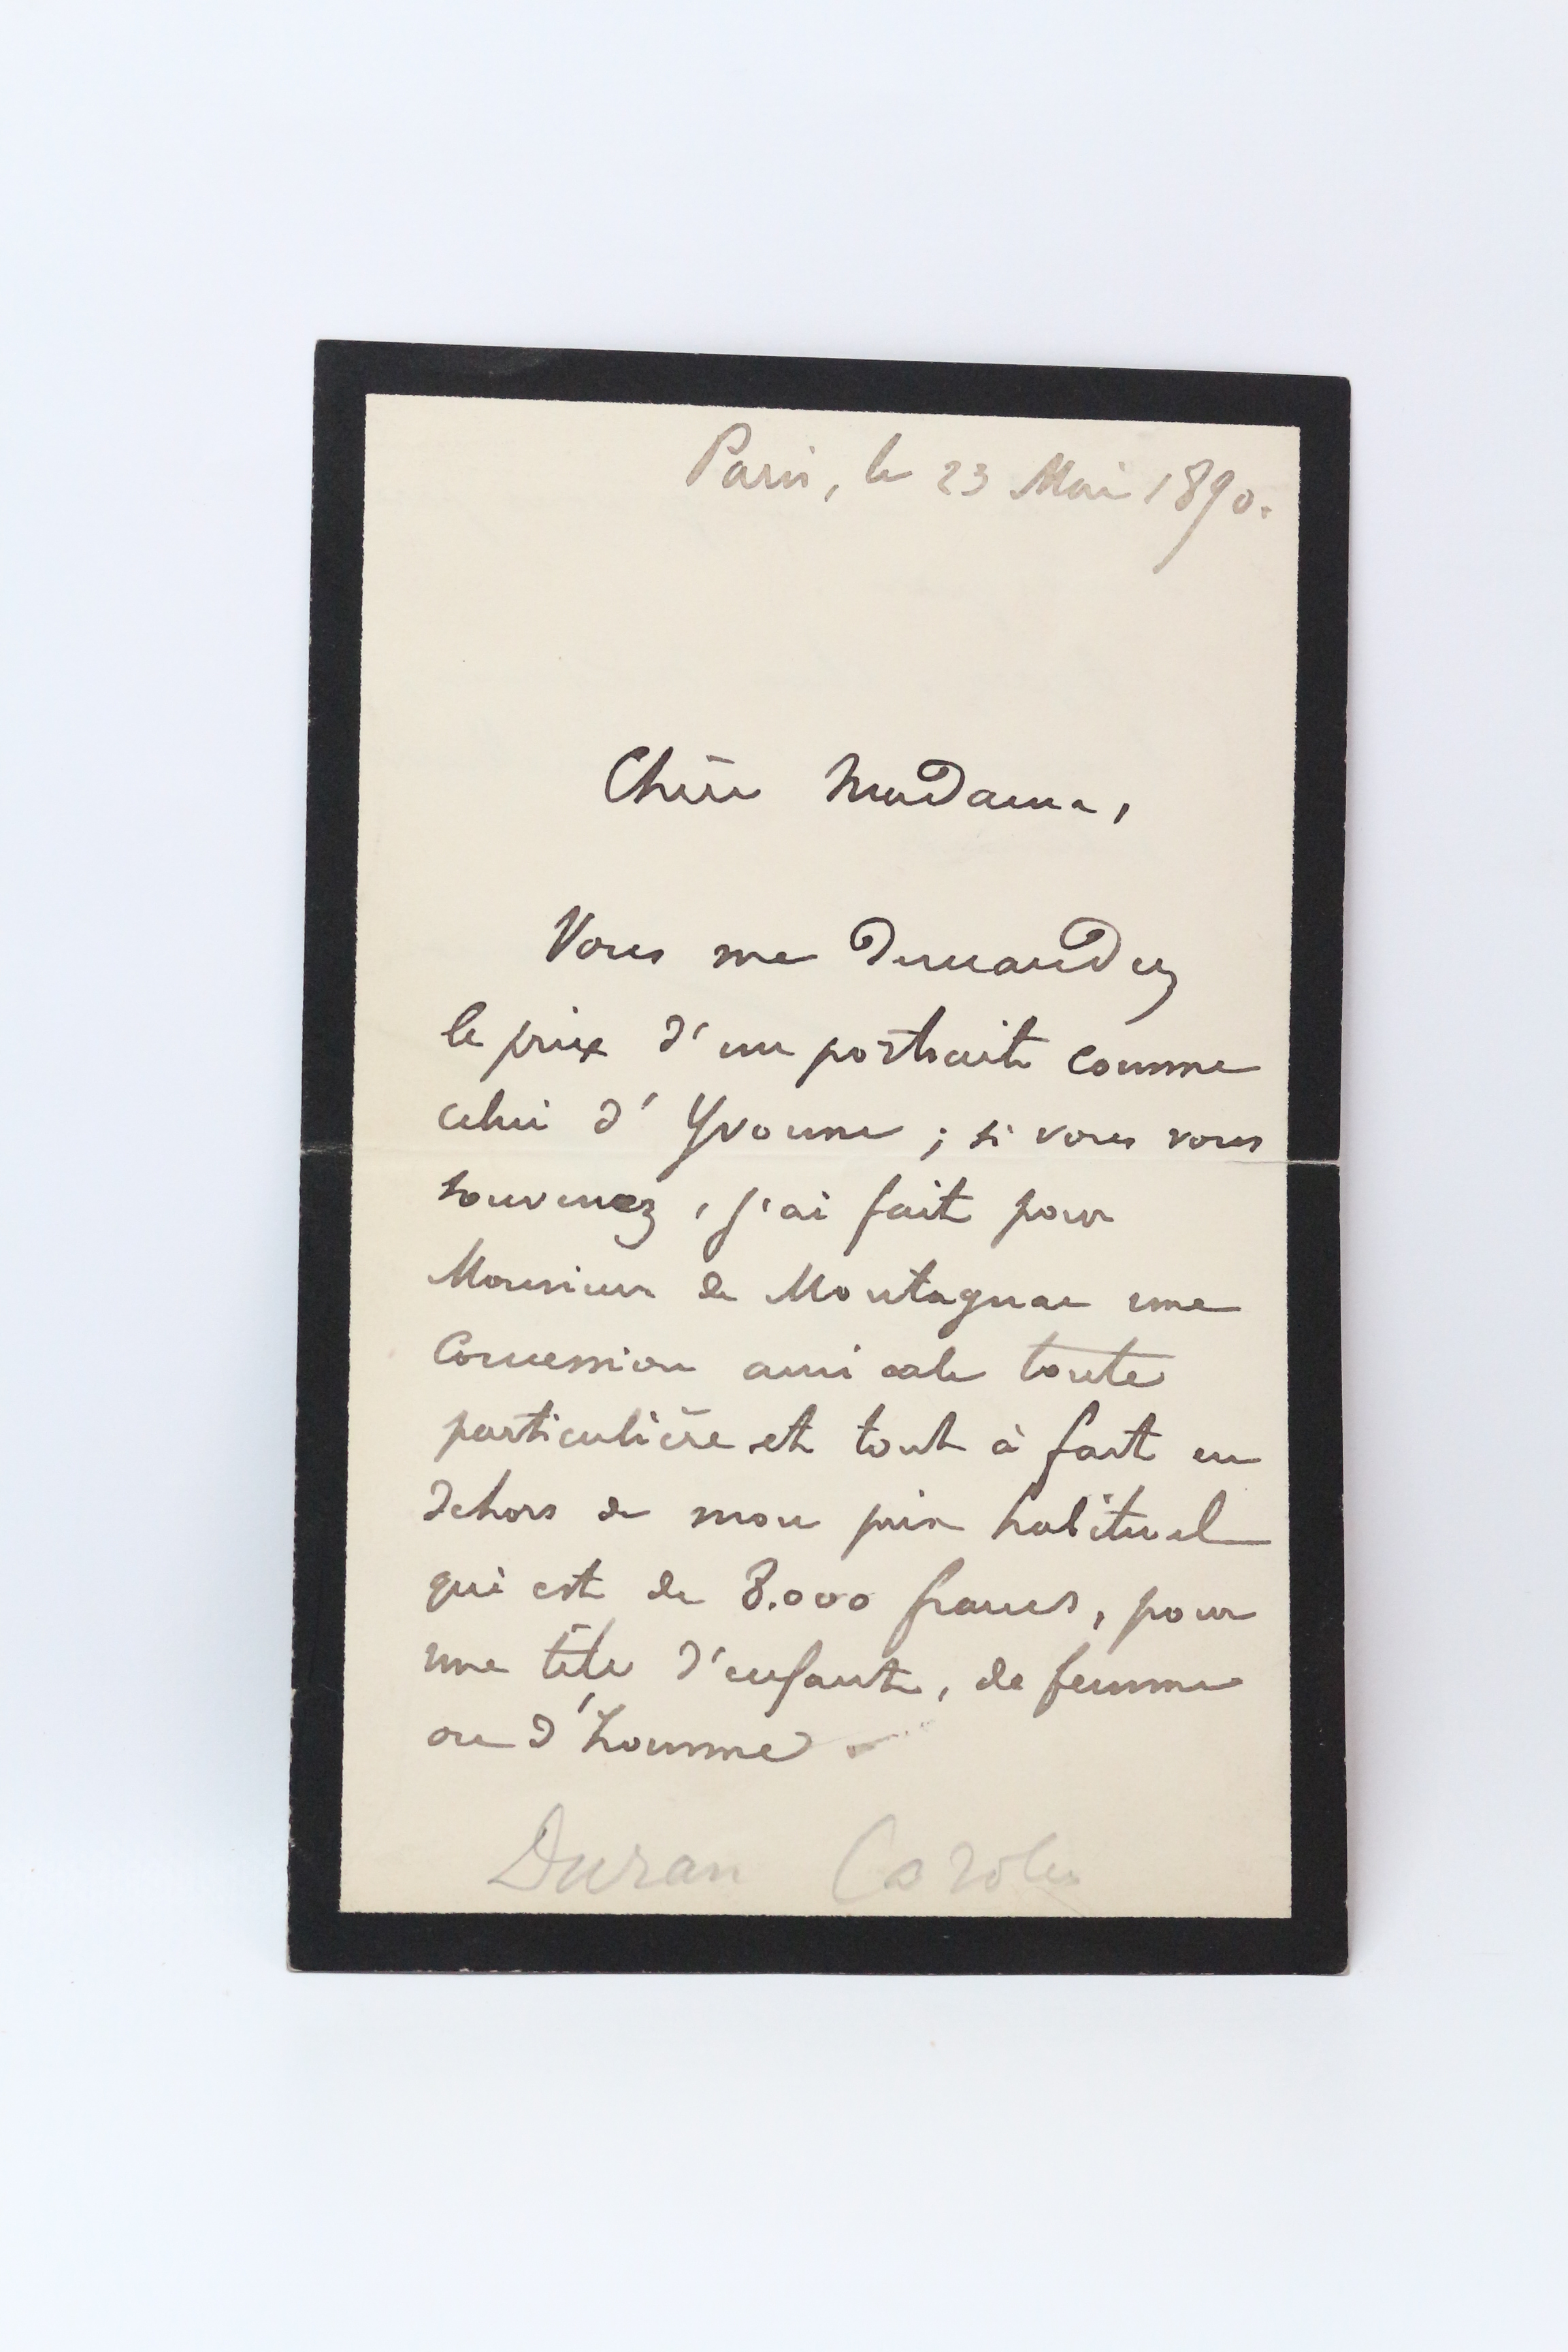 Paris, le 23 Mai 1890.
Chère Madame,
Vous me demandez
le prix d'un portrait comme
celui d'Yvonne ; si vous vous
souvenez, j'ai fait pour
Monsieur de Montagnac une
Concession amicale toute
particulière et tout à fait en
dehors de mon prix habituel
qui est de 8.000 francs, pour
une tête d'enfant, de femme
ou d'homme.
Duran Carolus